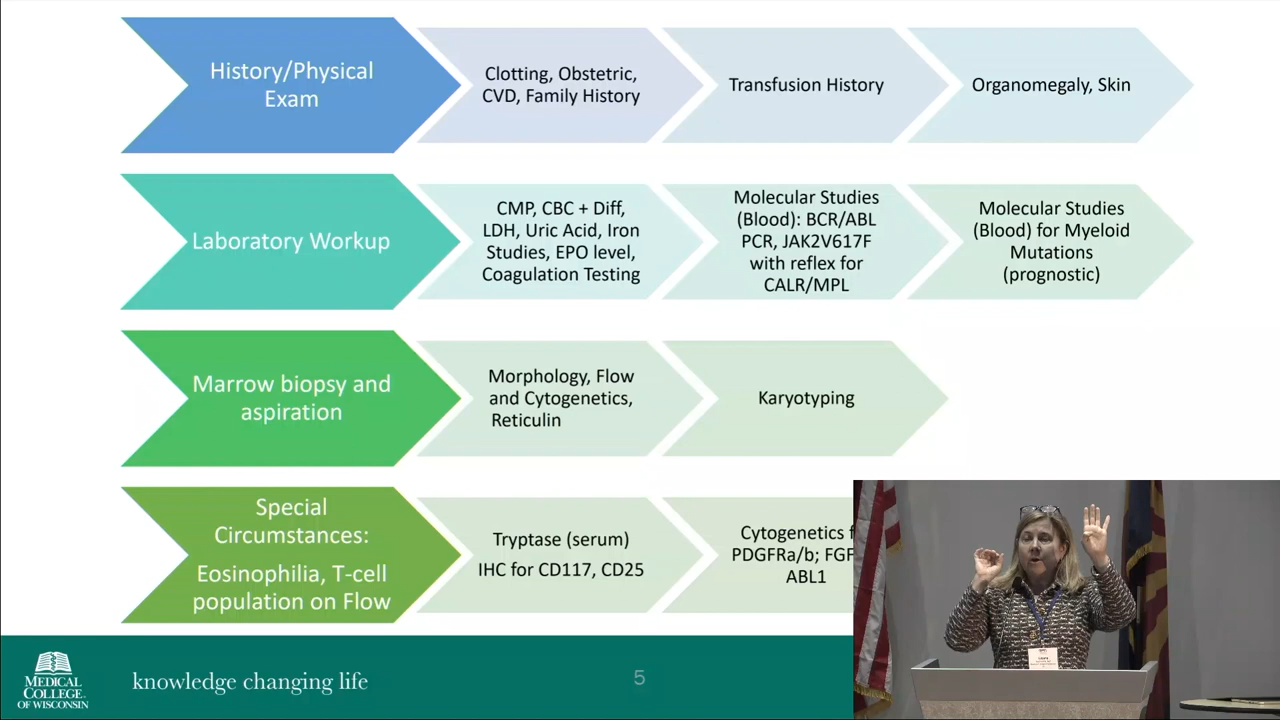 History/Physical
Exam
Clotting, Obstetric,
CVD, Family History
Transfusion History
Organomegaly, Skin
Laboratory Workup
CMP, CBC + Diff,
LDH, Uric Acid, Iron
Studies, EPO level,
Coagulation Testing
Molecular Studies
(Blood): BCR/ABL
PCR, JAK2V617F
with reflex for
CALR/MPL
Molecular Studies
(Blood) for Myeloid
Mutations
(prognostic)
Marrow biopsy and
aspiration
Morphology, Flow
and Cytogenetics,
Reticulin
Karyotyping
Special
Circumstances:
Eosinophilia, T-cell
population on Flow
Tryptase (serum)
IHC for CD117, CD25
Cytogenetics
PDGFRa/b;
ABL1
MEDICAL
COLLEGE
OF WISCONSIN
knowledge changing life
5